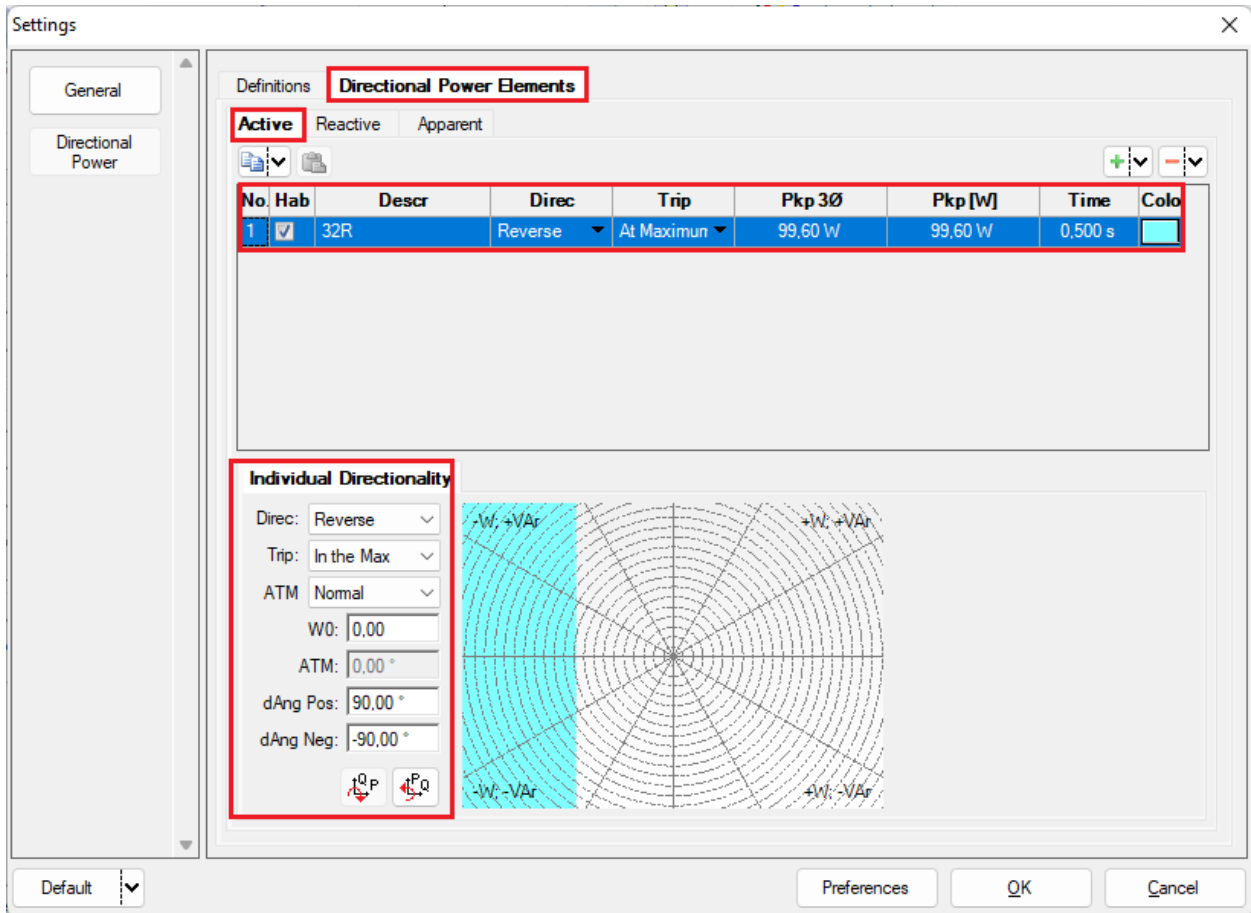 Settings
General
Directional
Power
Definitions Directional Power Elements
Active Reactive Apparent
No. Hab Descr Direc Trip Pkp 3Ø Pkp [W] Time Colo
1 32R Reverse At Maximun 99,60 W 99,60 W 0,500 s
Individual Directionality
Direc: Reverse
Trip: In the Max
ATM Normal
W0: 0,00
ATM: 0,00 °
dAng Pos: 90,00 °
dAng Neg: -90,00 °
Q P
P Q
-W; +VAr +W; +VAr
-W; -VAr +W; -VAr
Default Preferences OK Cancel